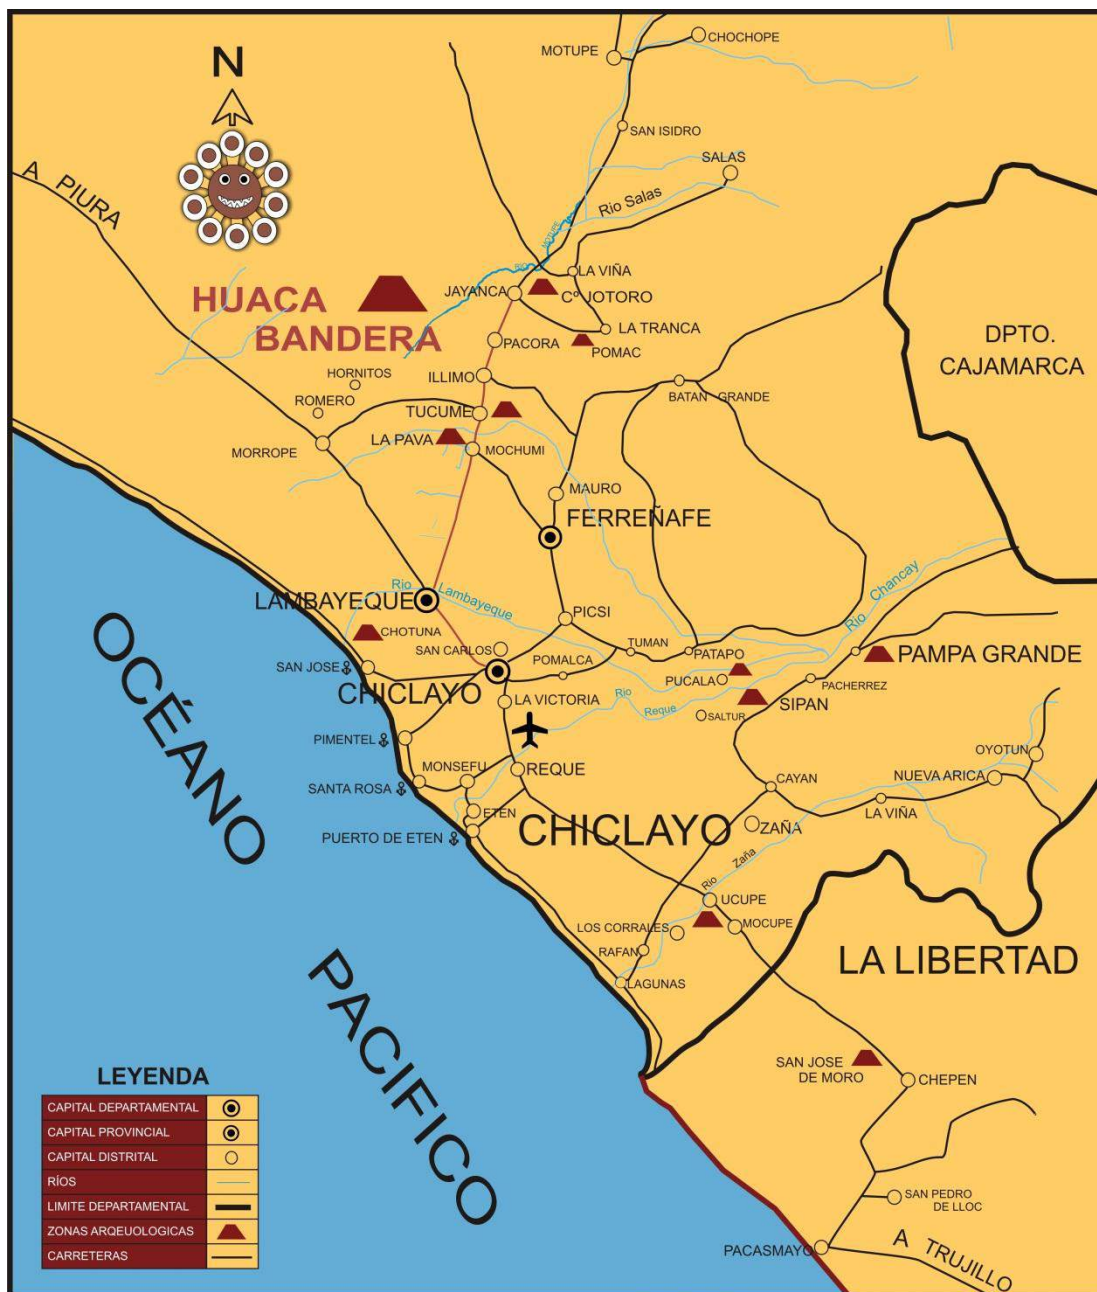 N
MOTUPE
CHOCHOPE
SAN ISIDRO
SALAS
Rio Salas
A PIURA
RIO MOTUPE
LA VIÑA
HUACA
BANDERA
JAYANCA
Cº JOTORO
LA TRANCA
PACORA
POMAC
DPTO.
CAJAMARCA
HORNITOS
ILLIMO
BATAN GRANDE
ROMERO
TUCUME
LA PAVA
MORROPE
MOCHUMI
MAURO
FERREÑAFE
Rio Lambayeque
LAMBAYEQUE
Rio Chancay
PICSI
CHOTUNA
SAN CARLOS
TUMAN
PATAPO
SAN JOSE
POMALCA
PAMPA GRANDE
CHICLAYO
PUCALA
PACHERREZ
LA VICTORIA
Rio Reque
SALTUR
SIPAN
PIMENTEL
OYOTUN
MONSEFU
REQUE
SANTA ROSA
CAYAN
NUEVA ARICA
ETEN
LA VIÑA
PUERTO DE ETEN
CHICLAYO
ZAÑA
Rio Zaña
OCÉANO
PACIFICO
UCUPE
LOS CORRALES
MOCUPE
RAFAN
LAGUNAS
LA LIBERTAD
SAN JOSE
DE MORO
CHEPEN
SAN PEDRO
DE LLOC
PACASMAYO
A TRUJILLO
LEYENDA
CAPITAL DEPARTAMENTAL
CAPITAL PROVINCIAL
CAPITAL DISTRITAL
RÍOS
LIMITE DEPARTAMENTAL
ZONAS ARQEUOLOGICAS
CARRETERAS